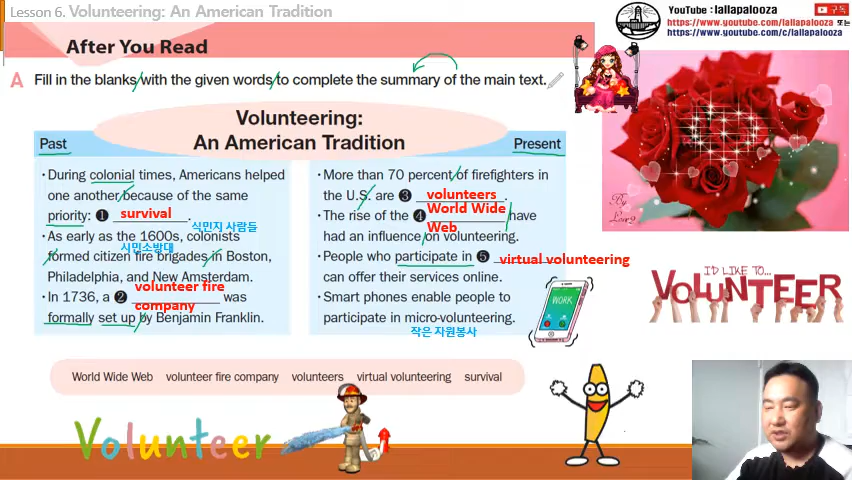 Lesson 6. Volunteering: An American Tradition
YouTube : lallapalooza
구독
https://www.youtube.com/lallapalooza 또는
https://www.youtube.com/c/lallapalooza
After You Read
A Fill in the blanks with the given words to complete the summary of the main text.
Volunteering:
An American Tradition
Past
• During colonial times, Americans helped
one another because of the same
priority: ❶ survival.
식민지 사람들
• As early as the 1600s, colonists
시민소방대
formed citizen fire brigades in Boston,
Philadelphia, and New Amsterdam.
• In 1736, a ❷ volunteer fire company was
formally set up by Benjamin Franklin.
Present
• More than 70 percent of firefighters in
the U.S. are ❸ volunteers.
• The rise of the ❹ World Wide Web have
had an influence on volunteering.
• People who participate in ❺ virtual volunteering
can offer their services online.
• Smart phones enable people to
participate in micro-volunteering.
작은 자원봉사
WORK
I'D LIKE TO...
VOLUNTEER
World Wide Web volunteer fire company volunteers virtual volunteering survival
Volunteer